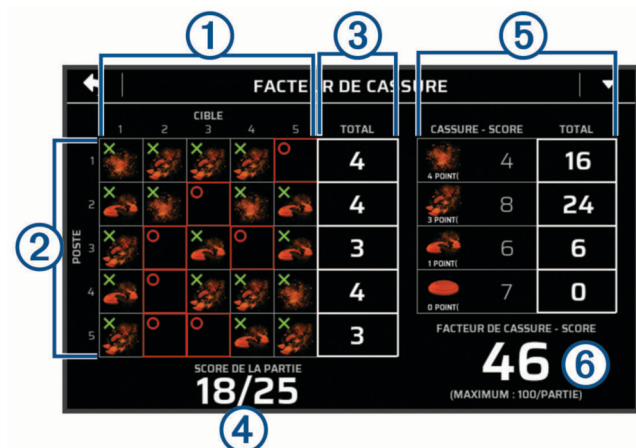 1 3 5
FACTEUR DE CASSURE
CIBLE
1 2 3 4 5 TOTAL CASSURE - SCORE TOTAL
1 4 4 POINT( 4 16
2 4 3 POINT( 8 24
2 POSTE 3 3 1 POINT( 6 6
4 4 0 POINT( 7 0
5 3
FACTEUR DE CASSURE - SCORE
SCORE DE LA PARTIE 46 6
18/25 (MAXIMUM : 100/PARTIE)
4